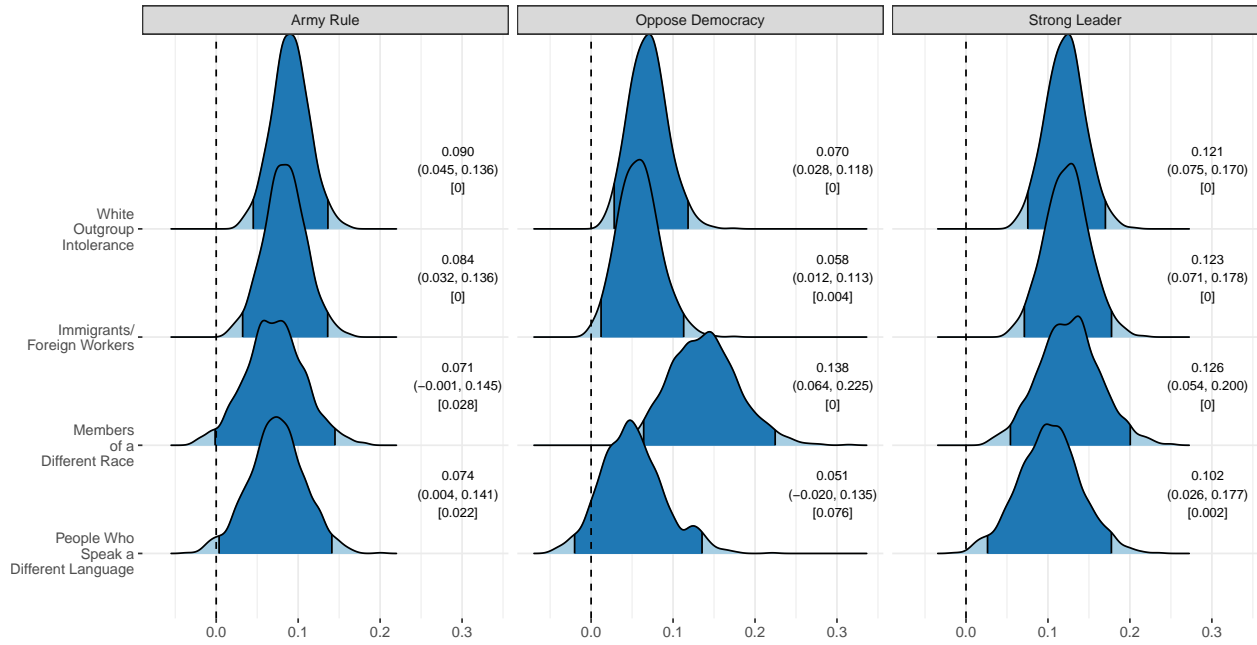 Army Rule
Oppose Democracy
Strong Leader
White
Outgroup
Intolerance
0.090
(0.045, 0.136)
[0]
0.070
(0.028, 0.118)
[0]
0.121
(0.075, 0.170)
[0]
Immigrants/
Foreign Workers
0.084
(0.032, 0.136)
[0]
0.058
(0.012, 0.113)
[0.004]
0.123
(0.071, 0.178)
[0]
Members
of a
Different Race
0.071
(−0.001, 0.145)
[0.028]
0.138
(0.064, 0.225)
[0]
0.126
(0.054, 0.200)
[0]
People Who
Speak a
Different Language
0.074
(0.004, 0.141)
[0.022]
0.051
(−0.020, 0.135)
[0.076]
0.102
(0.026, 0.177)
[0.002]
0.0 0.1 0.2 0.3
0.0 0.1 0.2 0.3
0.0 0.1 0.2 0.3